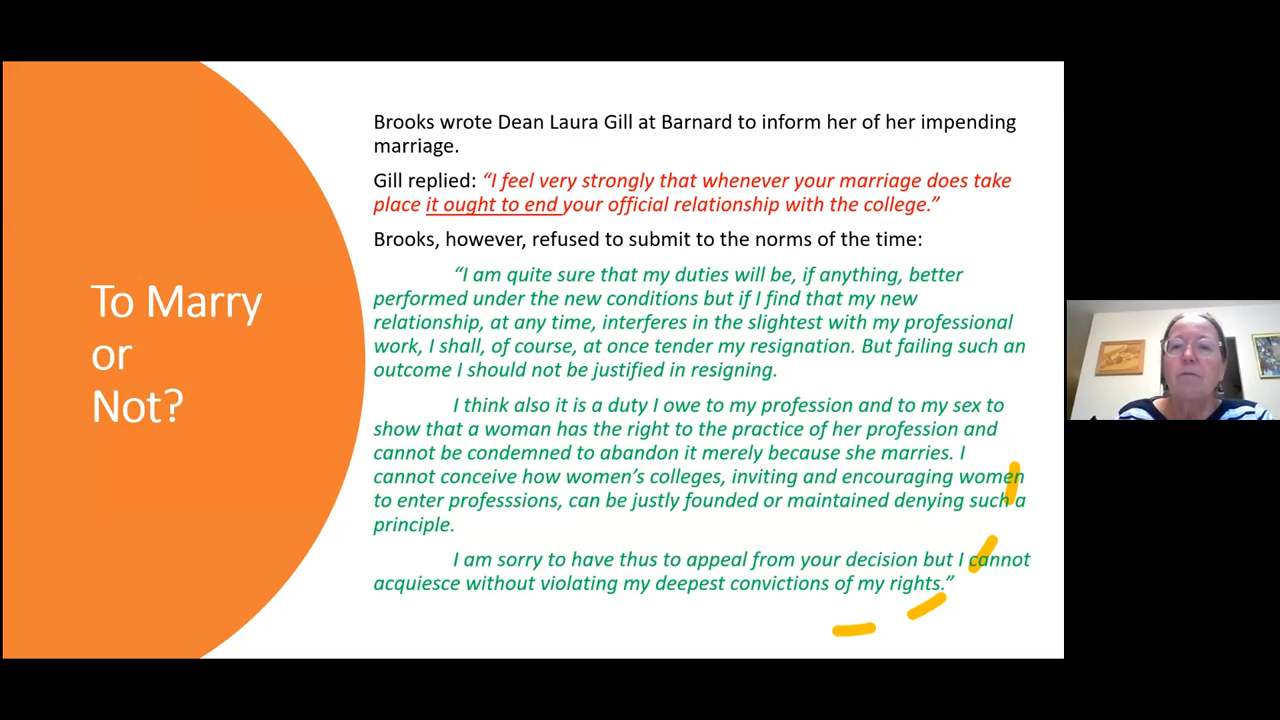 To Marry
or
Not?
Brooks wrote Dean Laura Gill at Barnard to inform her of her impending
marriage.
Gill replied: “I feel very strongly that whenever your marriage does take
place it ought to end your official relationship with the college.”
Brooks, however, refused to submit to the norms of the time:
“I am quite sure that my duties will be, if anything, better
performed under the new conditions but if I find that my new
relationship, at any time, interferes in the slightest with my professional
work, I shall, of course, at once tender my resignation. But failing such an
outcome I should not be justified in resigning.
I think also it is a duty I owe to my profession and to my sex to
show that a woman has the right to the practice of her profession and
cannot be condemned to abandon it merely because she marries. I
cannot conceive how women’s colleges, inviting and encouraging women
to enter professsions, can be justly founded or maintained denying such a
principle.
I am sorry to have thus to appeal from your decision but I cannot
acquiesce without violating my deepest convictions of my rights.”